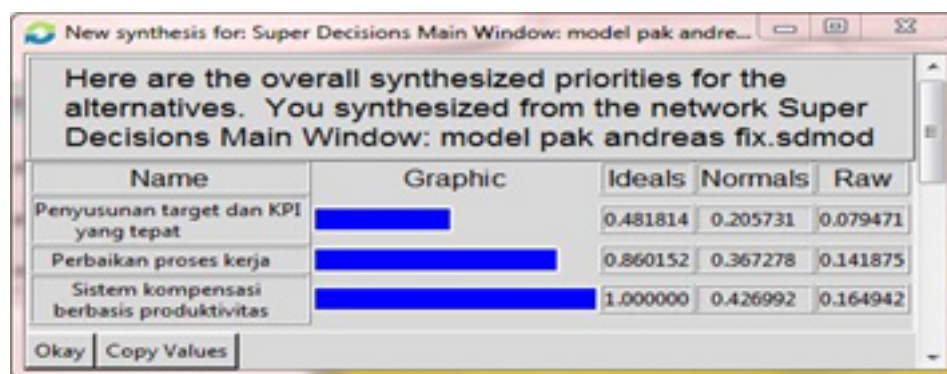 New synthesis for: Super Decisions Main Window: model pak andre...
Here are the overall synthesized priorities for the
alternatives. You synthesized from the network Super
Decisions Main Window: model pak andreas fix.sdmod
Name Graphic Ideals Normals Raw
Penyusunan target dan KPI
yang tepat 0.481814 0.205731 0.079471
Perbaikan proses kerja 0.860152 0.367278 0.141875
Sistem kompensasi
berbasis produktivitas 1.000000 0.426992 0.164942
Okay Copy Values